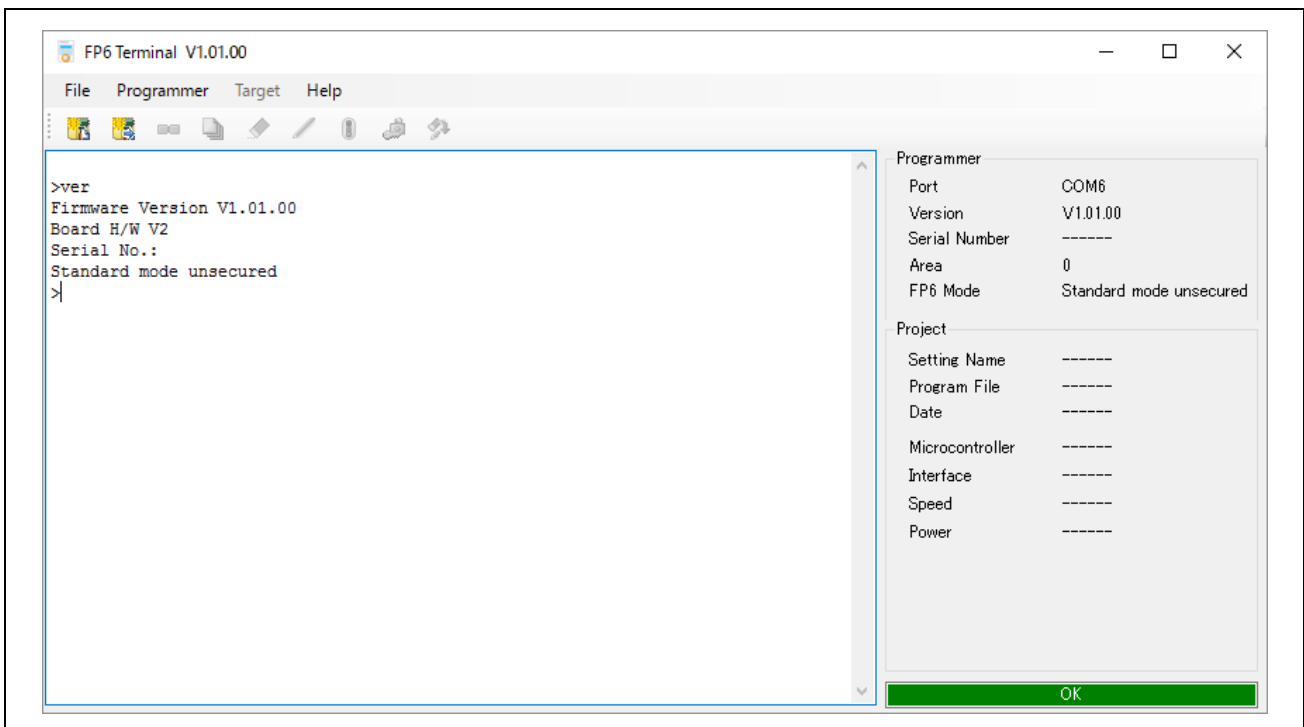 FP6 Terminal V1.01.00
File Programmer Target Help
>ver
Firmware Version V1.01.00
Board H/W V2
Serial No.:
Standard mode unsecured
>
Programmer
Port COM6
Version V1.01.00
Serial Number ------
Area 0
FP6 Mode Standard mode unsecured
Project
Setting Name ------
Program File ------
Date ------
Microcontroller ------
Interface ------
Speed ------
Power ------
OK